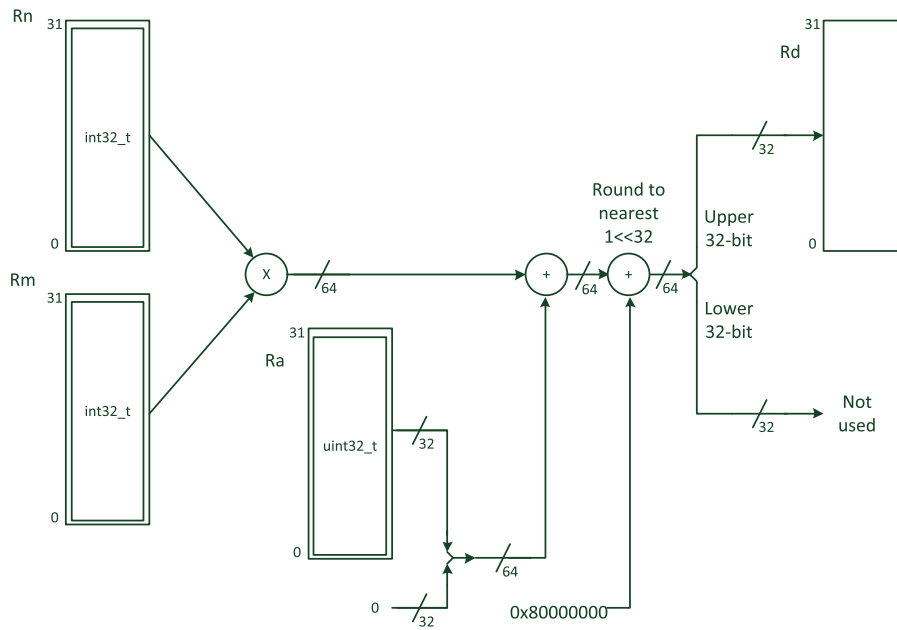 Rn
31
int32_t
0
Rm
31
int32_t
0
X
64
Ra
31
uint32_t
0
32
0
32
64
+
64
Round to
nearest
1<<32
+
64
0x80000000
Upper
32-bit
32
Lower
32-bit
32
Not
used
Rd
31
0